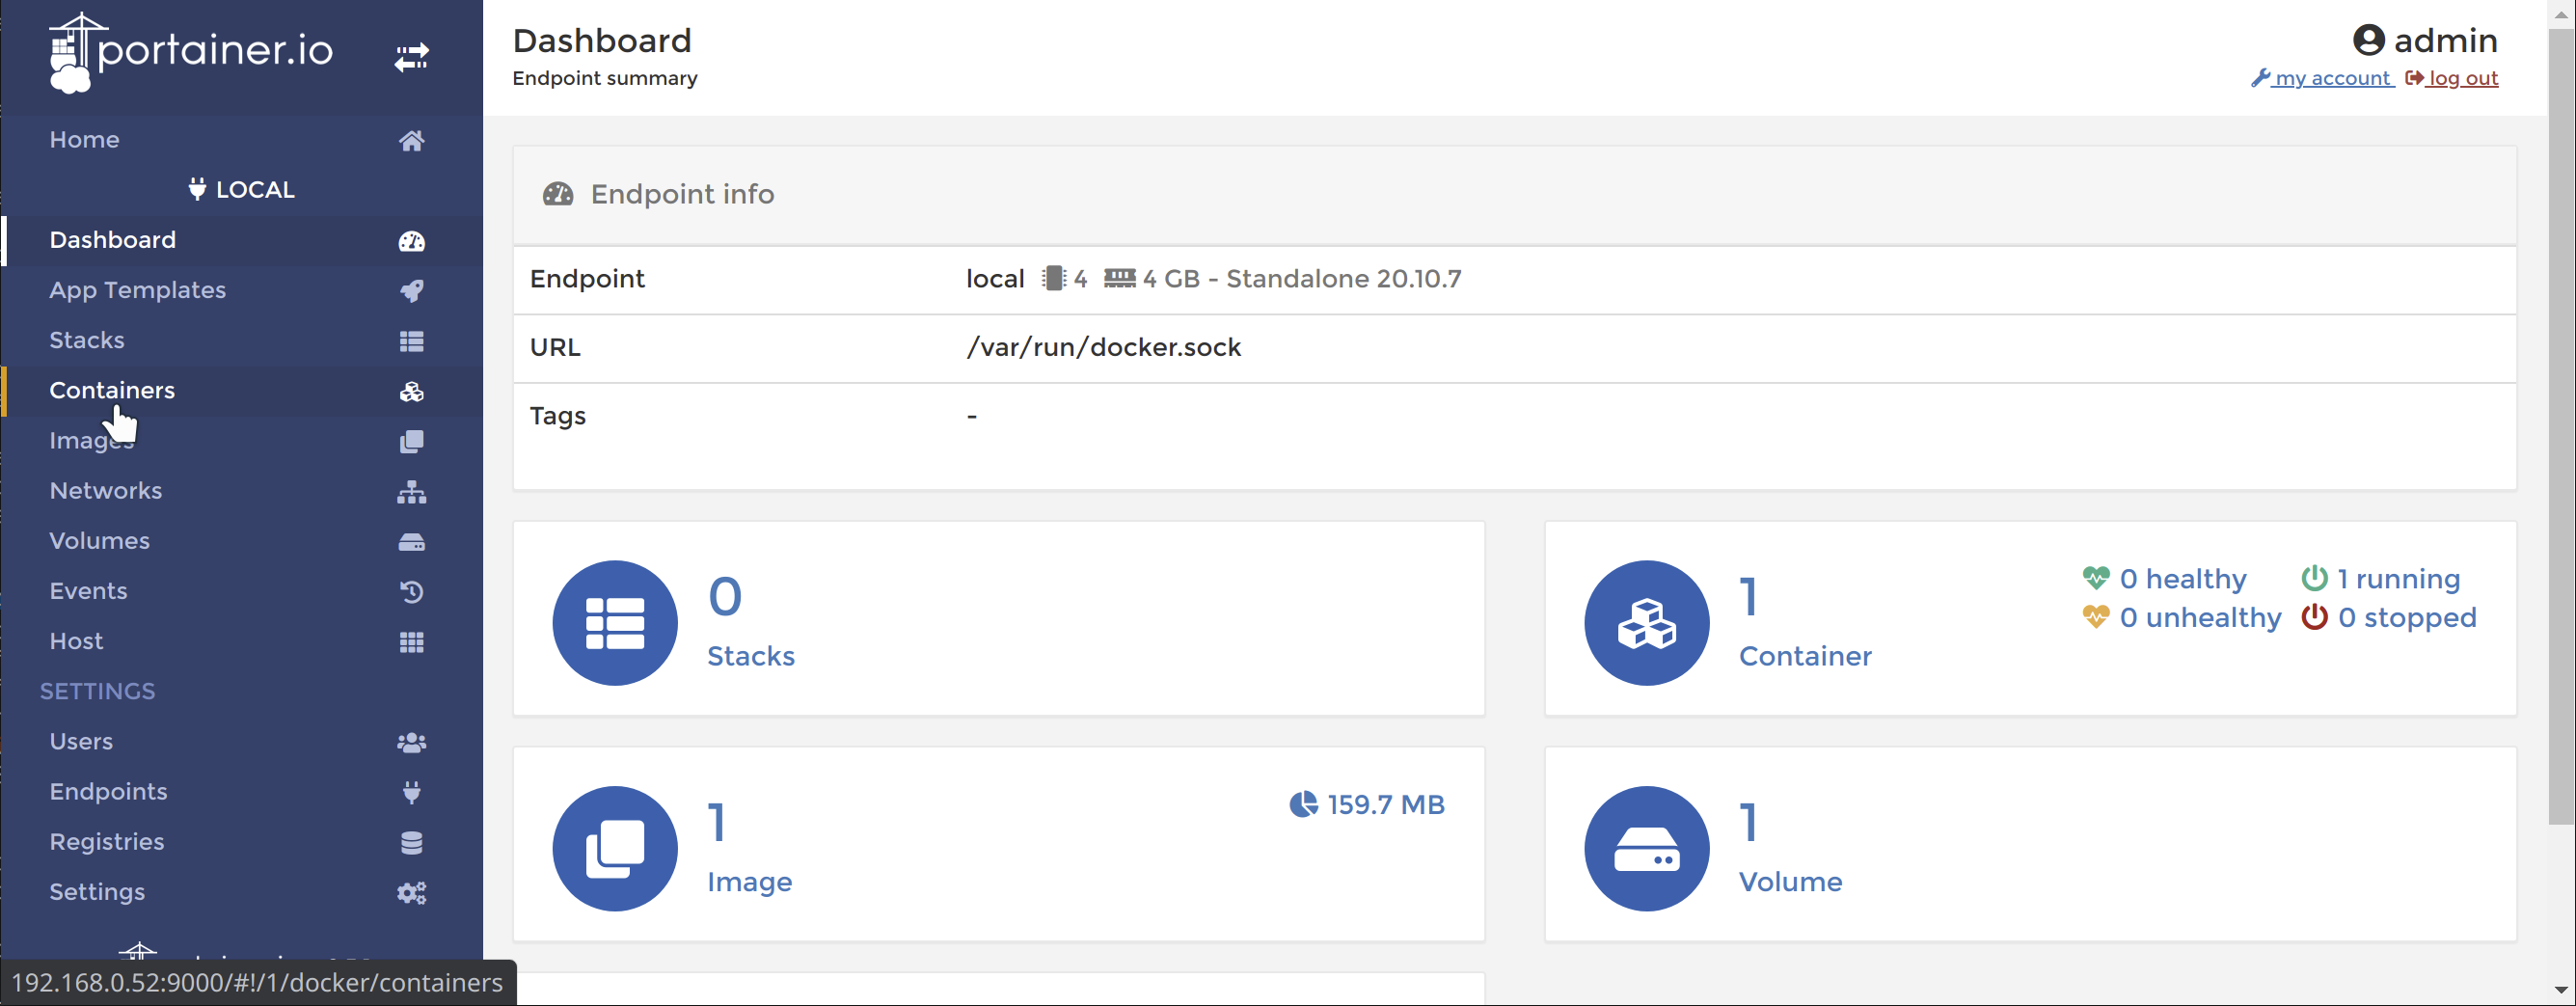 portainer.io
Home
LOCAL
Dashboard
App Templates
Stacks
Containers
Images
Networks
Volumes
Events
Host
SETTINGS
Users
Endpoints
Registries
Settings
192.168.0.52:9000/#!/1/docker/containers
Dashboard
Endpoint summary
admin
my account log out
Endpoint info
Endpoint local 4 4 GB - Standalone 20.10.7
URL /var/run/docker.sock
Tags -
0
Stacks
1
Container
0 healthy 1 running
0 unhealthy 0 stopped
1
Image
159.7 MB
1
Volume